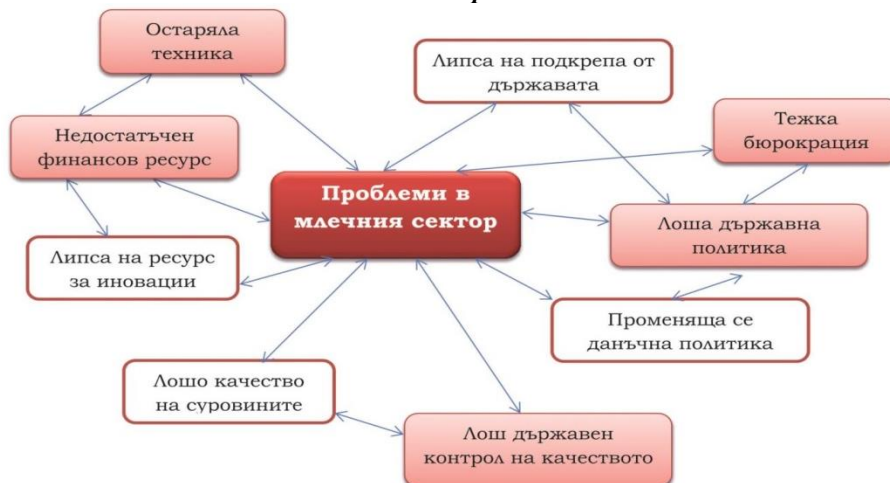 Остаряла
техника
Липса на подкрепа от
държавата
Тежка
бюрокрация
Недостатъчен
финансов ресурс
Проблеми в
млечния сектор
Лоша държавна
политика
Липса на ресурс
за иновации
Променяща се
данъчна политика
Лошо качество
на суровините
Лош държавен
контрол на качеството